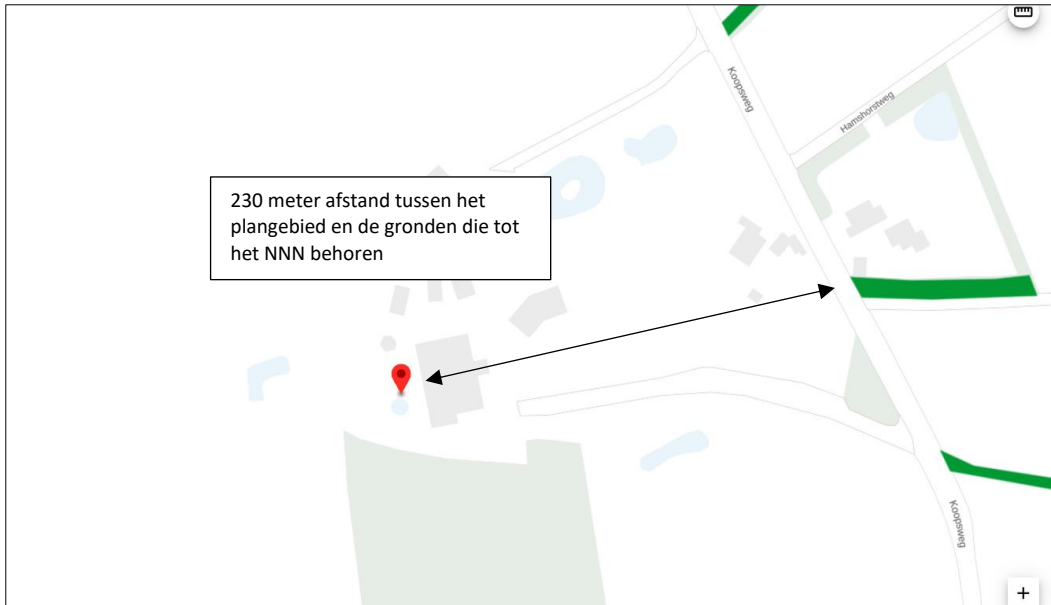 Koopsweg
Hamshorstweg
230 meter afstand tussen het
plangebied en de gronden die tot
het NNN behoren
Koopsweg
+